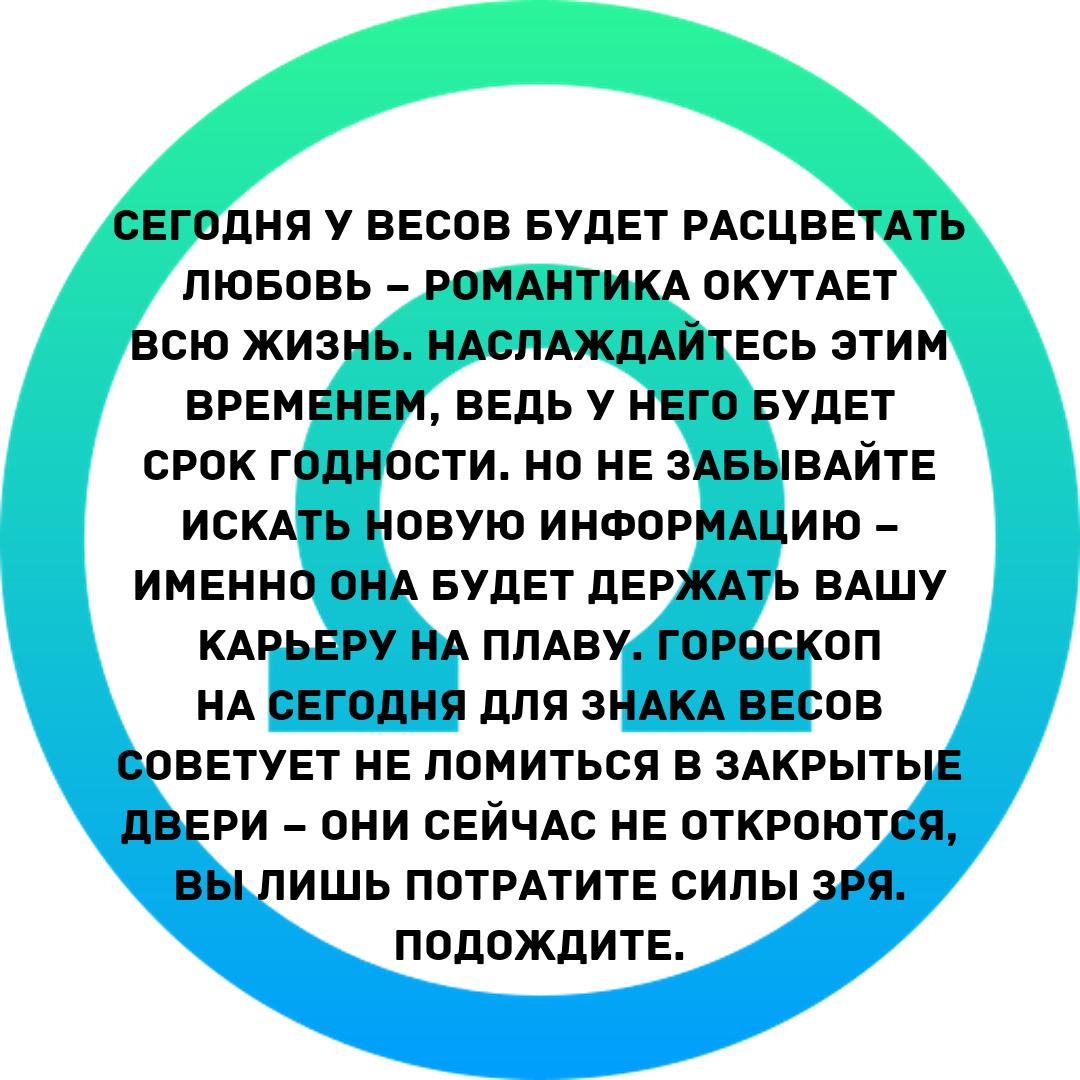 СЕГОДНЯ У ВЕСОВ БУДЕТ РАСЦВЕТАТЬ
ЛЮБОВЬ – РОМАНТИКА ОКУТАЕТ
ВСЮ ЖИЗНЬ. НАСЛАЖДАЙТЕСЬ ЭТИМ
ВРЕМЕНЕМ, ВЕДЬ У НЕГО БУДЕТ
СРОК ГОДНОСТИ. НО НЕ ЗАБЫВАЙТЕ
ИСКАТЬ НОВУЮ ИНФОРМАЦИЮ –
ИМЕННО ОНА БУДЕТ ДЕРЖАТЬ ВАШУ
КАРЬЕРУ НА ПЛАВУ. ГОРОСКОП
НА СЕГОДНЯ ДЛЯ ЗНАКА ВЕСОВ
СОВЕТУЕТ НЕ ЛОМИТЬСЯ В ЗАКРЫТЫЕ
ДВЕРИ – ОНИ СЕЙЧАС НЕ ОТКРОЮТСЯ,
ВЫ ЛИШЬ ПОТРАТИТЕ СИЛЫ ЗРЯ.
ПОДОЖДИТЕ.